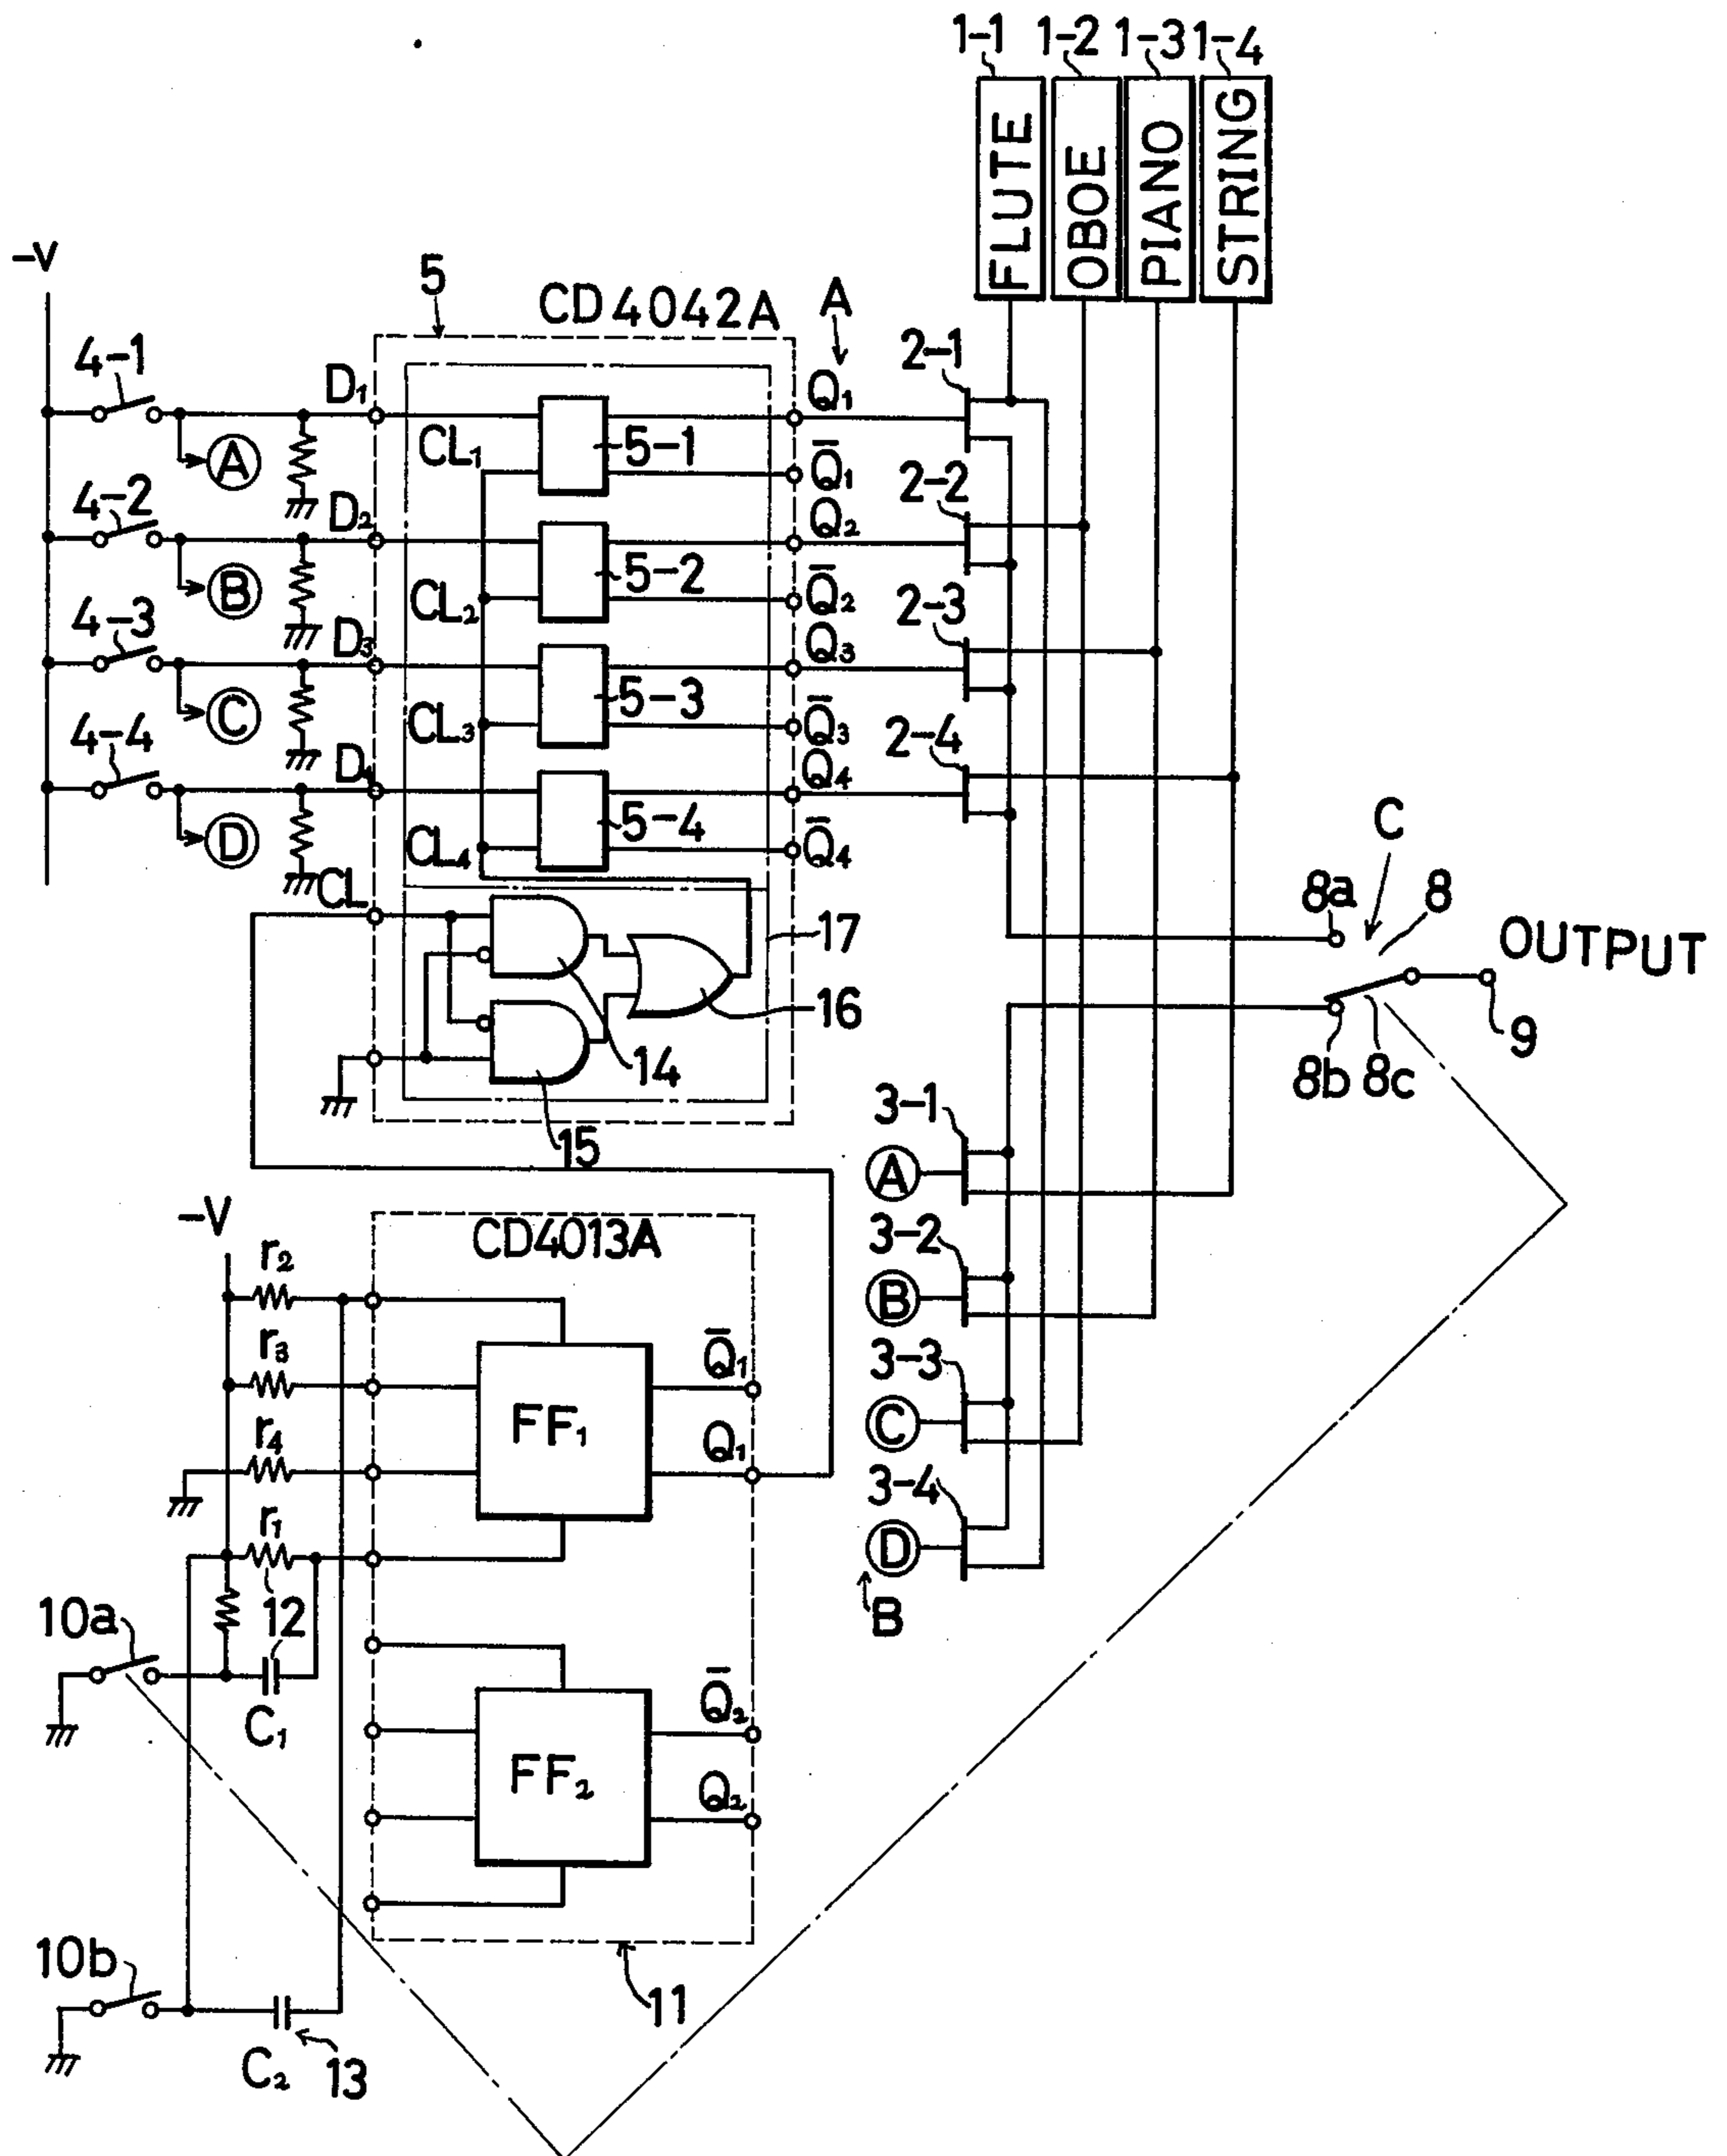 1-1 1-2 1-3 1-4
FLUTE
OBOE
PIANO
STRING
-V
5
CD4042A
A
4-1
D₁
Q₁
2-1
CL₁
5-1
Q̅₁
A
4-2
D₂
Q₂
2-2
CL₂
5-2
Q̅₂
B
4-3
D₃
Q₃
2-3
CL₃
5-3
Q̅₃
C
4-4
D₄
Q₄
2-4
CL₄
5-4
Q̅₄
D
CL
17
16
14
15
C
8a
8
OUTPUT
8b
8c
9
3-1
A
3-2
B
3-3
C
3-4
D
B
-V
CD4013A
r₂
r₃
Q̅₁
FF₁
r₄
Q₁
r₁
10a
12
C₁
Q̅₂
FF₂
Q₂
10b
11
C₂
13